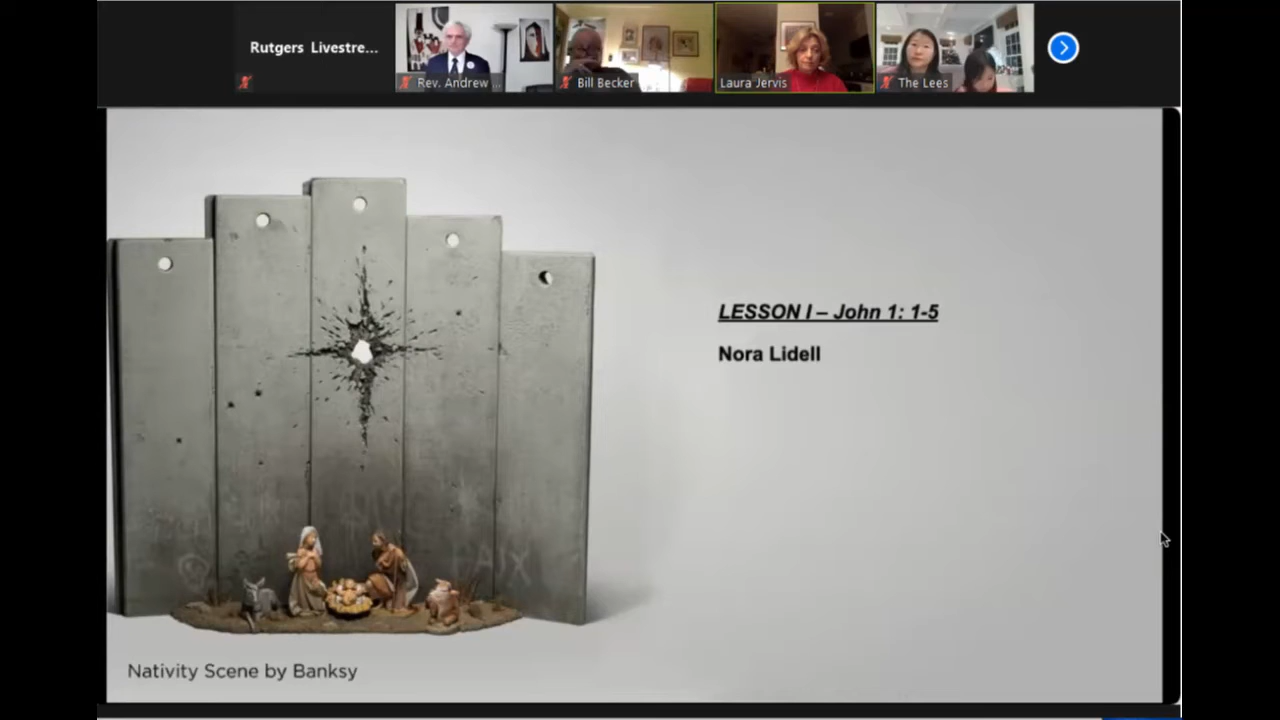 Rutgers Livestre...
Rev. Andrew ...
Bill Becker
Laura Jervis
The Lees
LESSON I – John 1: 1-5
Nora Lidell
PAIX
Nativity Scene by Banksy